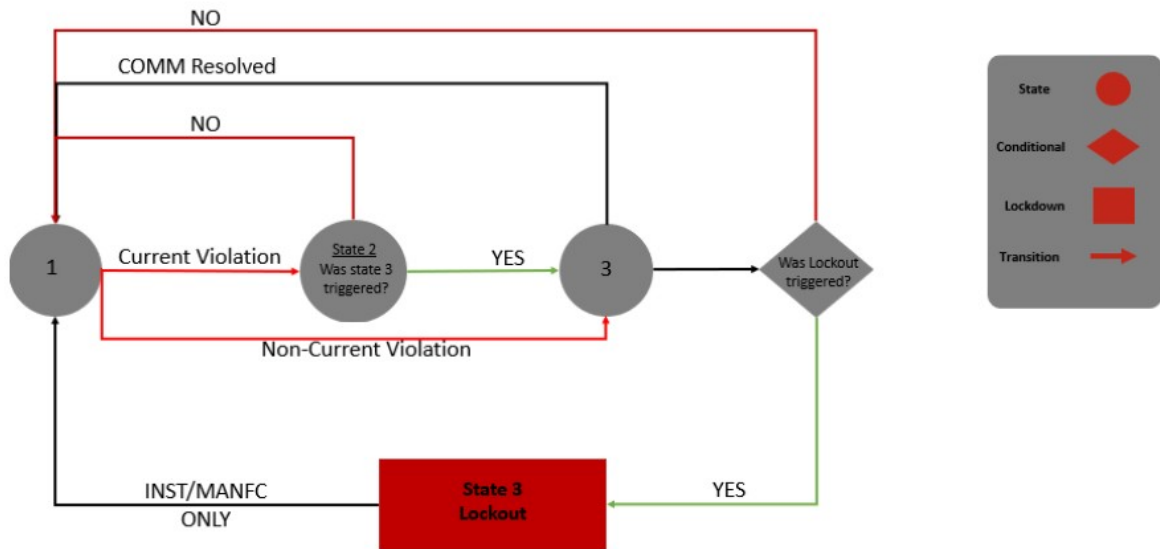 NO
COMM Resolved
NO
1
Current Violation
State 2
Was state 3
triggered?
YES
3
Was Lockout
triggered?
Non-Current Violation
INST/MANFC
ONLY
State 3
Lockout
YES
State
Conditional
Lockdown
Transition